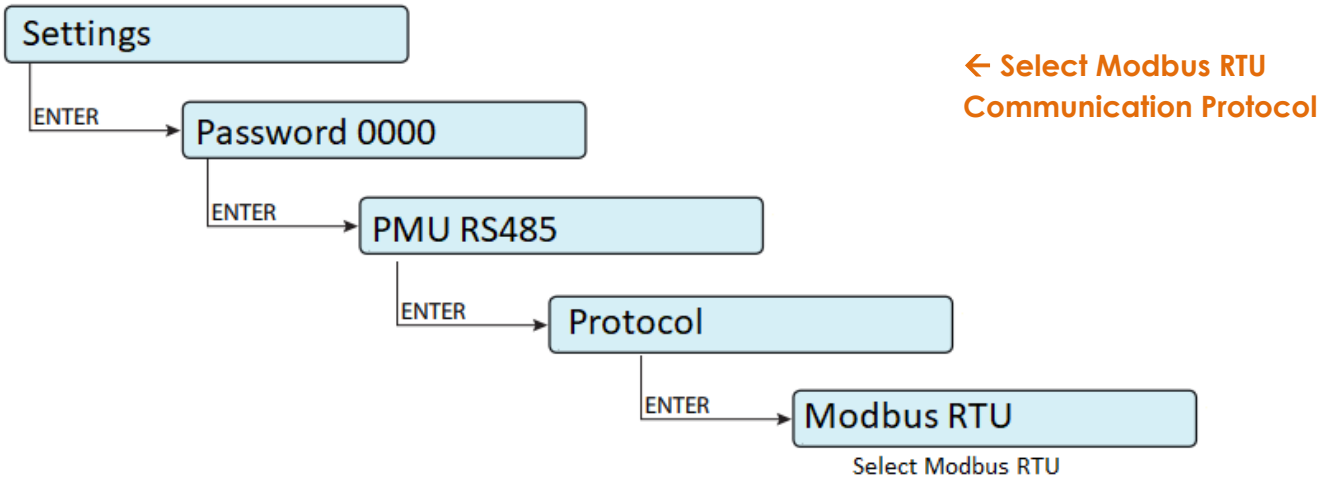 Settings
← Select Modbus RTU
Communication Protocol
ENTER
Password 0000
ENTER
PMU RS485
ENTER
Protocol
ENTER
Modbus RTU
Select Modbus RTU